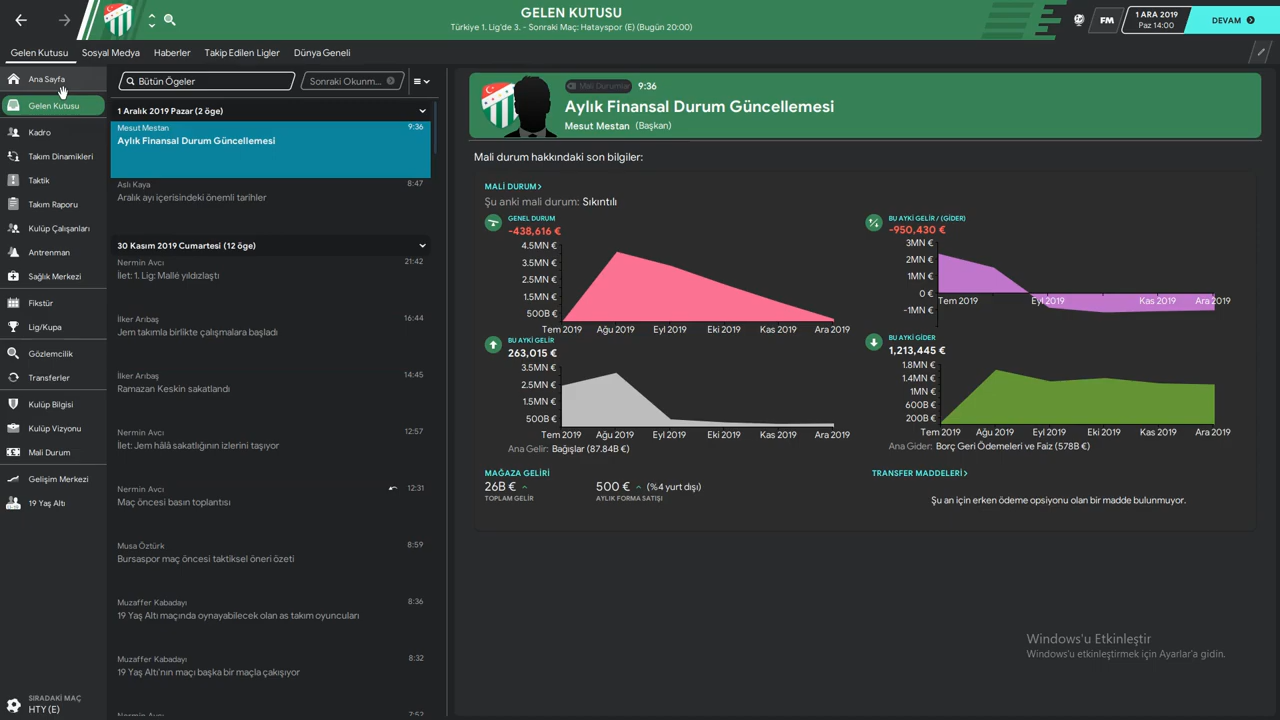 GELEN KUTUSU
Türkiye 1. Lig'de 3. - Sonraki Maç: Hatayspor (E) (Bugün 20:00)
FM
1 ARA 2019
Paz 14:00
DEVAM
Gelen Kutusu
Sosyal Medya
Haberler
Takip Edilen Ligler
Dünya Geneli
Ana Sayfa
Gelen Kutusu
Kadro
Takım Dinamikleri
Taktik
Takım Raporu
Kulüp Çalışanları
Antrenman
Sağlık Merkezi
Fikstür
Lig/Kupa
Gözlemcilik
Transferler
Kulüp Bilgisi
Kulüp Vizyonu
Mali Durum
Gelişim Merkezi
19 Yaş Altı
SIRADAKİ MAÇ
HTY (E)
Bütün Ögeler
Sonraki Okunm...
1 Aralık 2019 Pazar (2 öge)
Mesut Mestan 9:36
Aylık Finansal Durum Güncellemesi
Aslı Kaya 8:47
Aralık ayı içerisindeki önemli tarihler
30 Kasım 2019 Cumartesi (12 öge)
Nermin Avcı 21:42
İlet: 1. Lig: Mallé yıldızlaştı
İlker Arıbaş 16:44
Jem takımla birlikte çalışmalara başladı
İlker Arıbaş 14:45
Ramazan Keskin sakatlandı
Nermin Avcı 12:57
İlet: Jem hâlâ sakatlığının izlerini taşıyor
Nermin Avcı 12:31
Maç öncesi basın toplantısı
Musa Öztürk 8:59
Bursaspor maç öncesi taktiksel öneri özeti
Muzaffer Kabadayı 8:36
19 Yaş Altı maçında oynayabilecek olan as takım oyuncuları
Muzaffer Kabadayı 8:32
19 Yaş Altı'nın maçı başka bir maçla çakışıyor
Nermin Avcı 7:52
Mali Durumlar 9:36
Aylık Finansal Durum Güncellemesi
Mesut Mestan (Başkan)
Mali durum hakkındaki son bilgiler:
MALİ DURUM>
Şu anki mali durum: Sıkıntılı
GENEL DURUM
-438,616 €
4.5MN €
3.5MN €
2.5MN €
1.5MN €
500B €
Tem 2019 Ağu 2019 Eyl 2019 Eki 2019 Kas 2019 Ara 2019
BU AYKİ GELİR / (GİDER)
-950,430 €
3MN €
2MN €
1MN €
0 €
-1MN €
Tem 2019 Eyl 2019 Kas 2019 Ara 2019
BU AYKİ GELİR
263,015 €
3.5MN €
2.5MN €
1.5MN €
500B €
Tem 2019 Ağu 2019 Eyl 2019 Eki 2019 Kas 2019 Ara 2019
Ana Gelir: Bağışlar (87.84B €)
BU AYKİ GİDER
1,213,445 €
1.8MN €
1.4MN €
1MN €
600B €
200B €
Tem 2019 Ağu 2019 Eyl 2019 Eki 2019 Kas 2019 Ara 2019
Ana Gider: Borç Geri Ödemeleri ve Faiz (578B €)
MAĞAZA GELİRİ
26B €
TOPLAM GELİR
500 € (%4 yurt dışı)
AYLIK FORMA SATIŞI
TRANSFER MADDELERİ>
Şu an için erken ödeme opsiyonu olan bir madde bulunmuyor.
Windows'u Etkinleştir
Windows'u etkinleştirmek için Ayarlar'a gidin.